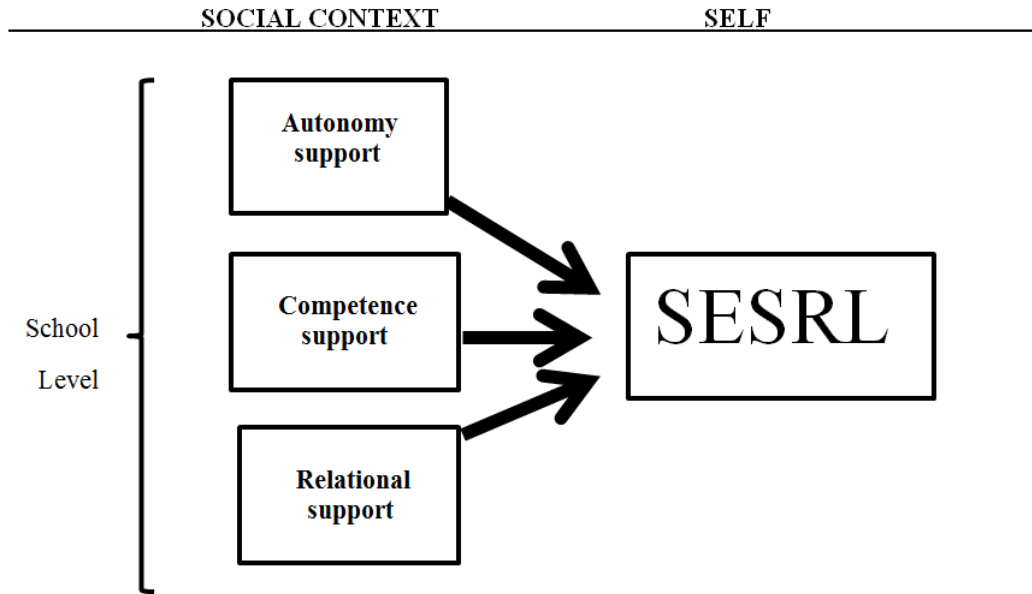 SOCIAL CONTEXT
SELF
Autonomy
support
Competence
support
School
Level
SESRL
Relational
support